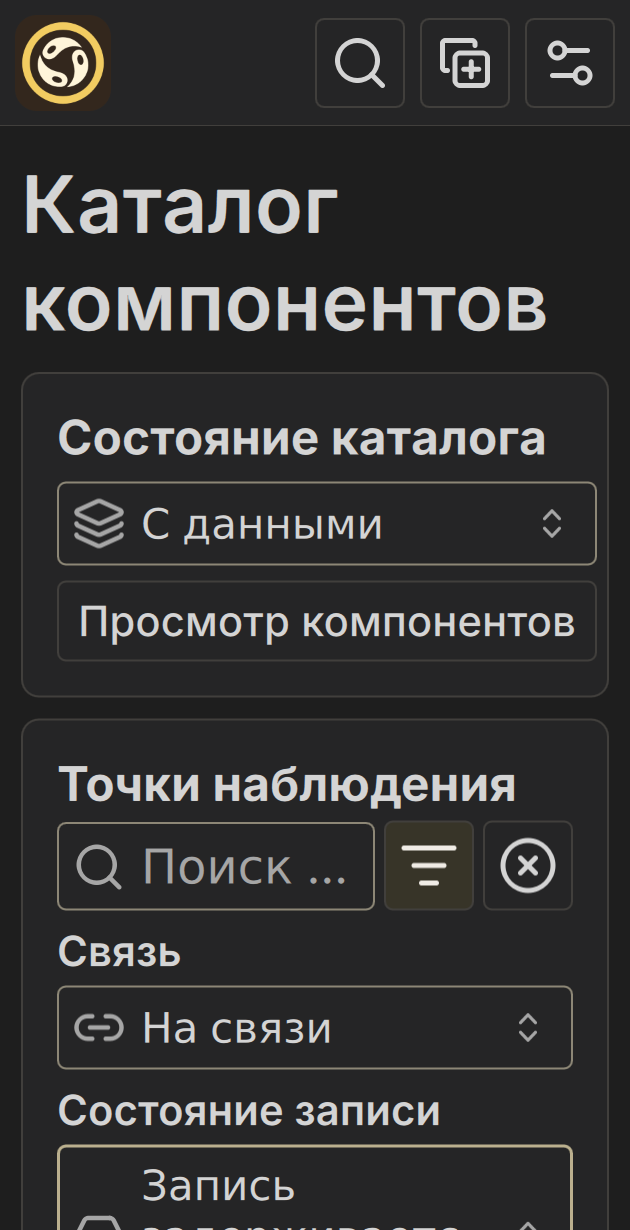 Каталог
компонентов
Состояние каталога
С данными
Просмотр компонентов
Точки наблюдения
Поиск ...
Связь
На связи
Состояние записи
Запись